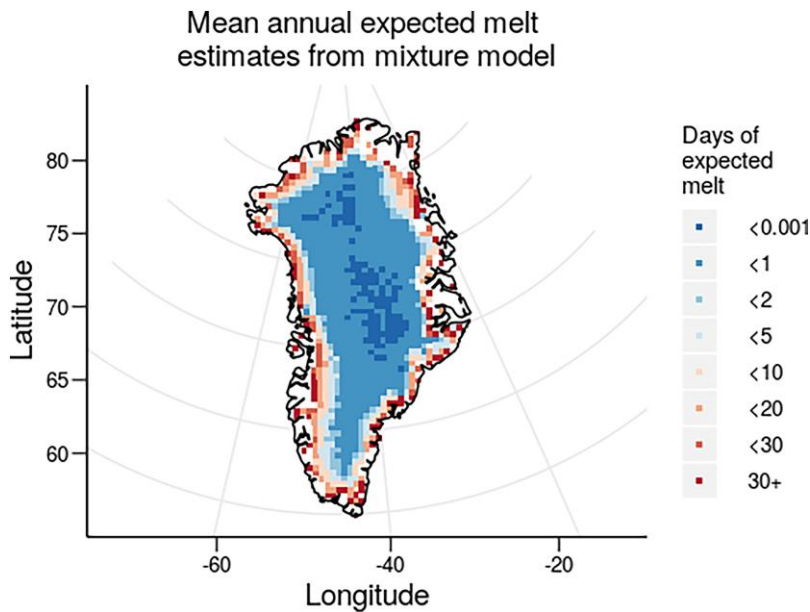 Mean annual expected melt
estimates from mixture model
80
75
70
65
60
Latitude
-60
-40
-20
Longitude
Days of
expected
melt
<0.001
<1
<2
<5
<10
<20
<30
30+